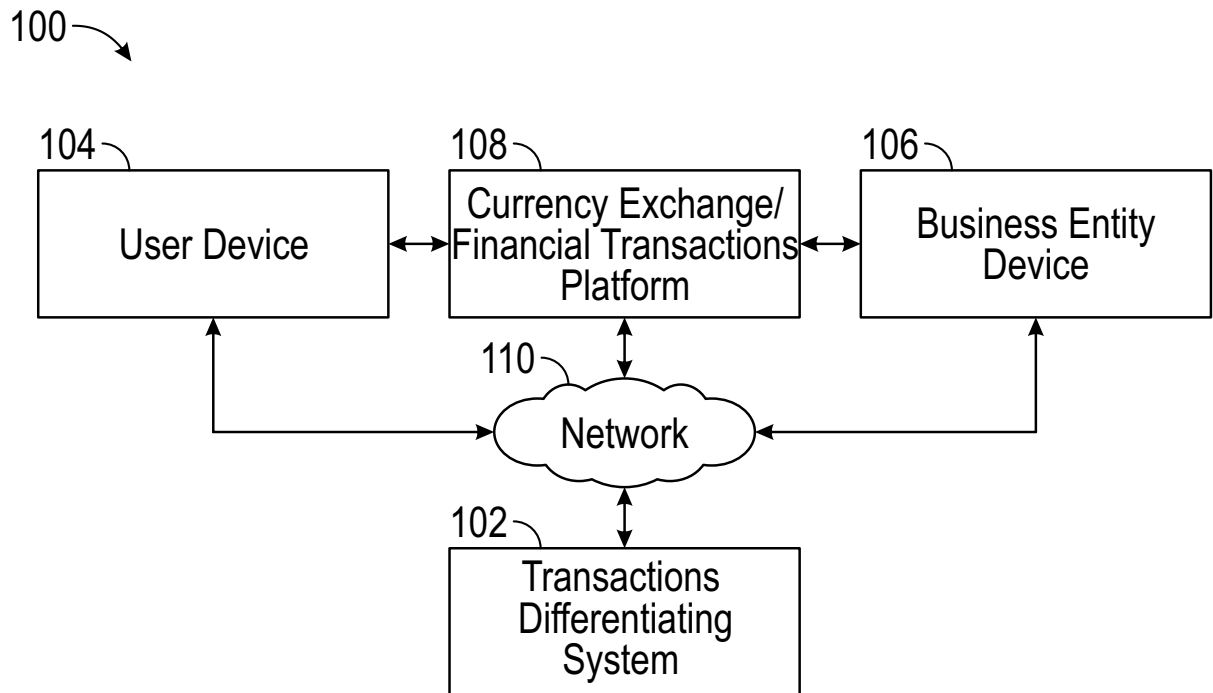 100
104
108
106
User Device
Currency Exchange/
Financial Transactions
Platform
Business Entity
Device
110
Network
102
Transactions
Differentiating
System